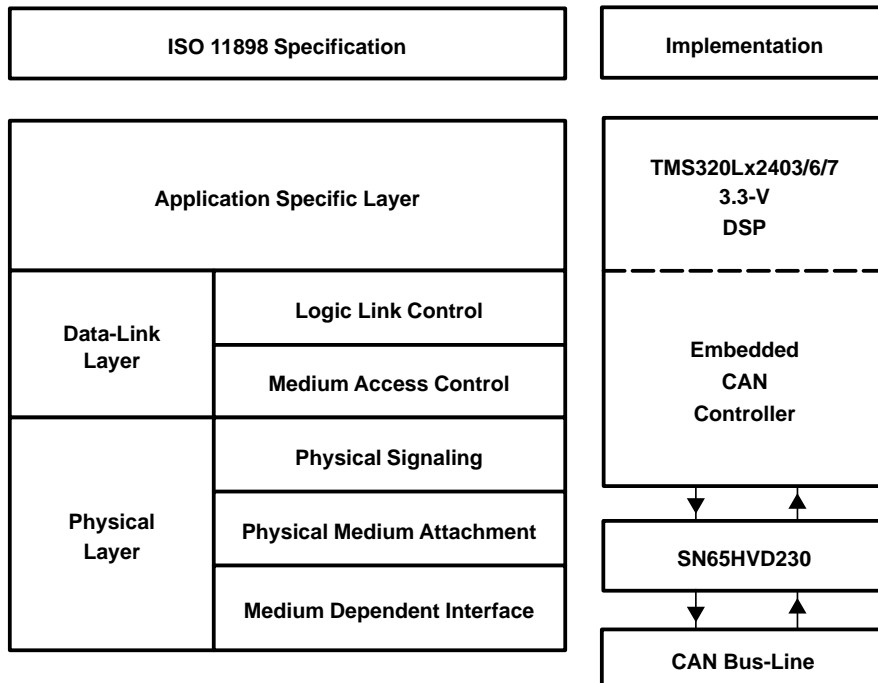 ISO 11898 Specification
Implementation
Application Specific Layer
TMS320Lx2403/6/7
3.3-V
DSP
Data-Link
Layer
Logic Link Control
Medium Access Control
Embedded
CAN
Controller
Physical
Layer
Physical Signaling
Physical Medium Attachment
Medium Dependent Interface
SN65HVD230
CAN Bus-Line